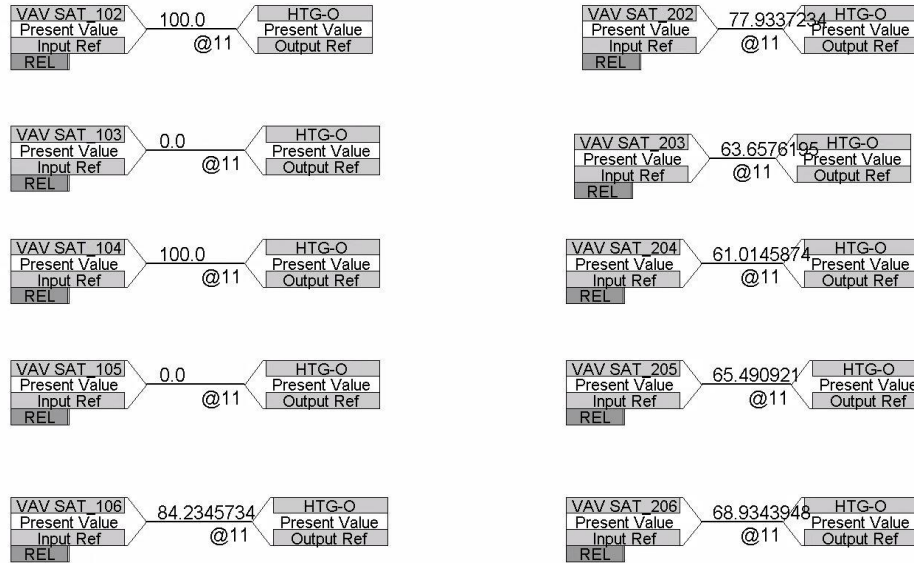 VAV SAT_102 100.0 HTG-O
Present Value @11 Present Value
Input Ref Output Ref
REL
VAV SAT_202 77.9337234 HTG-O
Present Value @11 Present Value
Input Ref Output Ref
REL
VAV SAT_103 0.0 HTG-O
Present Value @11 Present Value
Input Ref Output Ref
REL
VAV SAT_203 63.6576195 HTG-O
Present Value @11 Present Value
Input Ref Output Ref
REL
VAV SAT_104 100.0 HTG-O
Present Value @11 Present Value
Input Ref Output Ref
REL
VAV SAT_204 61.0145874 HTG-O
Present Value @11 Present Value
Input Ref Output Ref
REL
VAV SAT_105 0.0 HTG-O
Present Value @11 Present Value
Input Ref Output Ref
REL
VAV SAT_205 65.490921 HTG-O
Present Value @11 Present Value
Input Ref Output Ref
REL
VAV SAT_106 84.2345734 HTG-O
Present Value @11 Present Value
Input Ref Output Ref
REL
VAV SAT_206 68.9343948 HTG-O
Present Value @11 Present Value
Input Ref Output Ref
REL